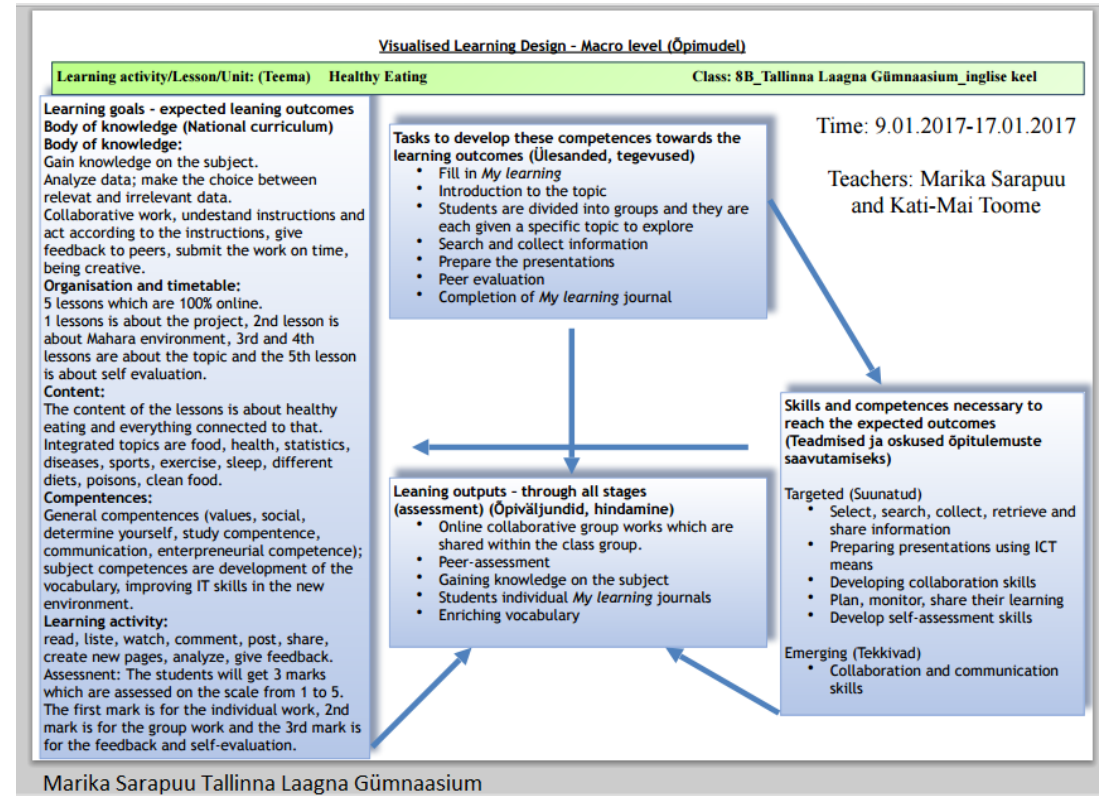 Visualised Learning Design - Macro level (Õpimudel)
Learning activity/Lesson/Unit: (Teema) Healthy Eating Class: 8B_Tallinna Laagna Gümnaasium_inglise keel
Learning goals - expected leaning outcomes
Body of knowledge (National curriculum)
Body of knowledge:
Gain knowledge on the subject.
Analyze data; make the choice between
relevat and irrelevant data.
Collaborative work, undestand instructions and
act according to the instructions, give
feedback to peers, submit the work on time,
being creative.
Organisation and timetable:
5 lessons which are 100% online.
1 lessons is about the project, 2nd lesson is
about Mahara environment, 3rd and 4th
lessons are about the topic and the 5th lesson
is about self evaluation.
Content:
The content of the lessons is about healthy
eating and everything connected to that.
Integrated topics are food, health, statistics,
diseases, sports, exercise, sleep, different
diets, poisons, clean food.
Compentences:
General compentences (values, social,
determine yourself, study compentence,
communication, enterpreneurial competence);
subject competences are development of the
vocabulary, improving IT skills in the new
environment.
Learning activity:
read, liste, watch, comment, post, share,
create new pages, analyze, give feedback.
Assessnent: The students will get 3 marks
which are assessed on the scale from 1 to 5.
The first mark is for the individual work, 2nd
mark is for the group work and the 3rd mark is
for the feedback and self-evaluation.
Tasks to develop these competences towards the
learning outcomes (Ülesanded, tegevused)
• Fill in My learning
• Introduction to the topic
• Students are divided into groups and they are
each given a specific topic to explore
• Search and collect information
• Prepare the presentations
• Peer evaluation
• Completion of My learning journal
Time: 9.01.2017-17.01.2017
Teachers: Marika Sarapuu
and Kati-Mai Toome
Leaning outputs - through all stages
(assessment) (Õpiväljundid, hindamine)
• Online collaborative group works which are
shared within the class group.
• Peer-assessment
• Gaining knowledge on the subject
• Students individual My learning journals
• Enriching vocabulary
Skills and competences necessary to
reach the expected outcomes
(Teadmised ja oskused õpitulemuste
saavutamiseks)
Targeted (Suunatud)
• Select, search, collect, retrieve and
share information
• Preparing presentations using ICT
means
• Developing collaboration skills
• Plan, monitor, share their learning
• Develop self-assessment skills
Emerging (Tekkivad)
• Collaboration and communication
skills
Marika Sarapuu Tallinna Laagna Gümnaasium